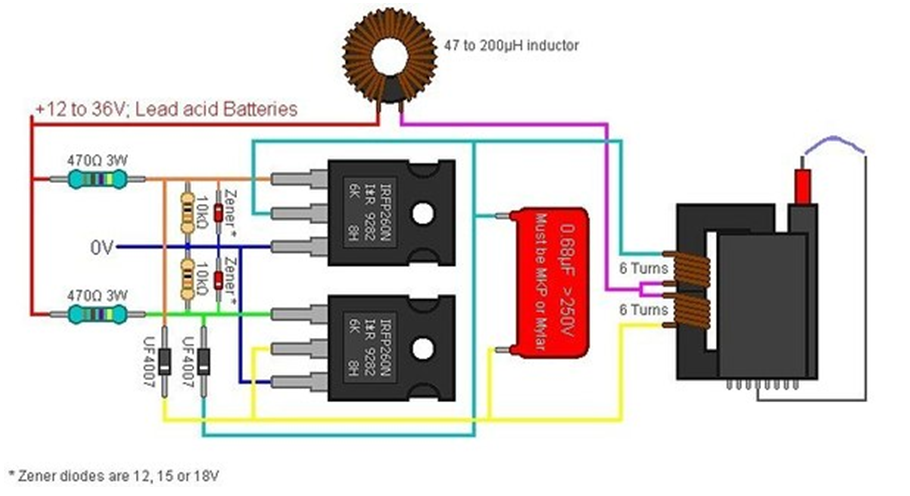 47 to 200µH inductor
+12 to 36V; Lead acid Batteries
470Ω 3W
10kΩ
Zener *
IRFP260N
I☀R 9282
6K 8H
0V
10kΩ
Zener *
0.68µF >250V
Must be MKP or Mylar
6 Turns
6 Turns
470Ω 3W
UF4007
UF4007
IRFP260N
I☀R 9282
6K 8H
* Zener diodes are 12, 15 or 18V